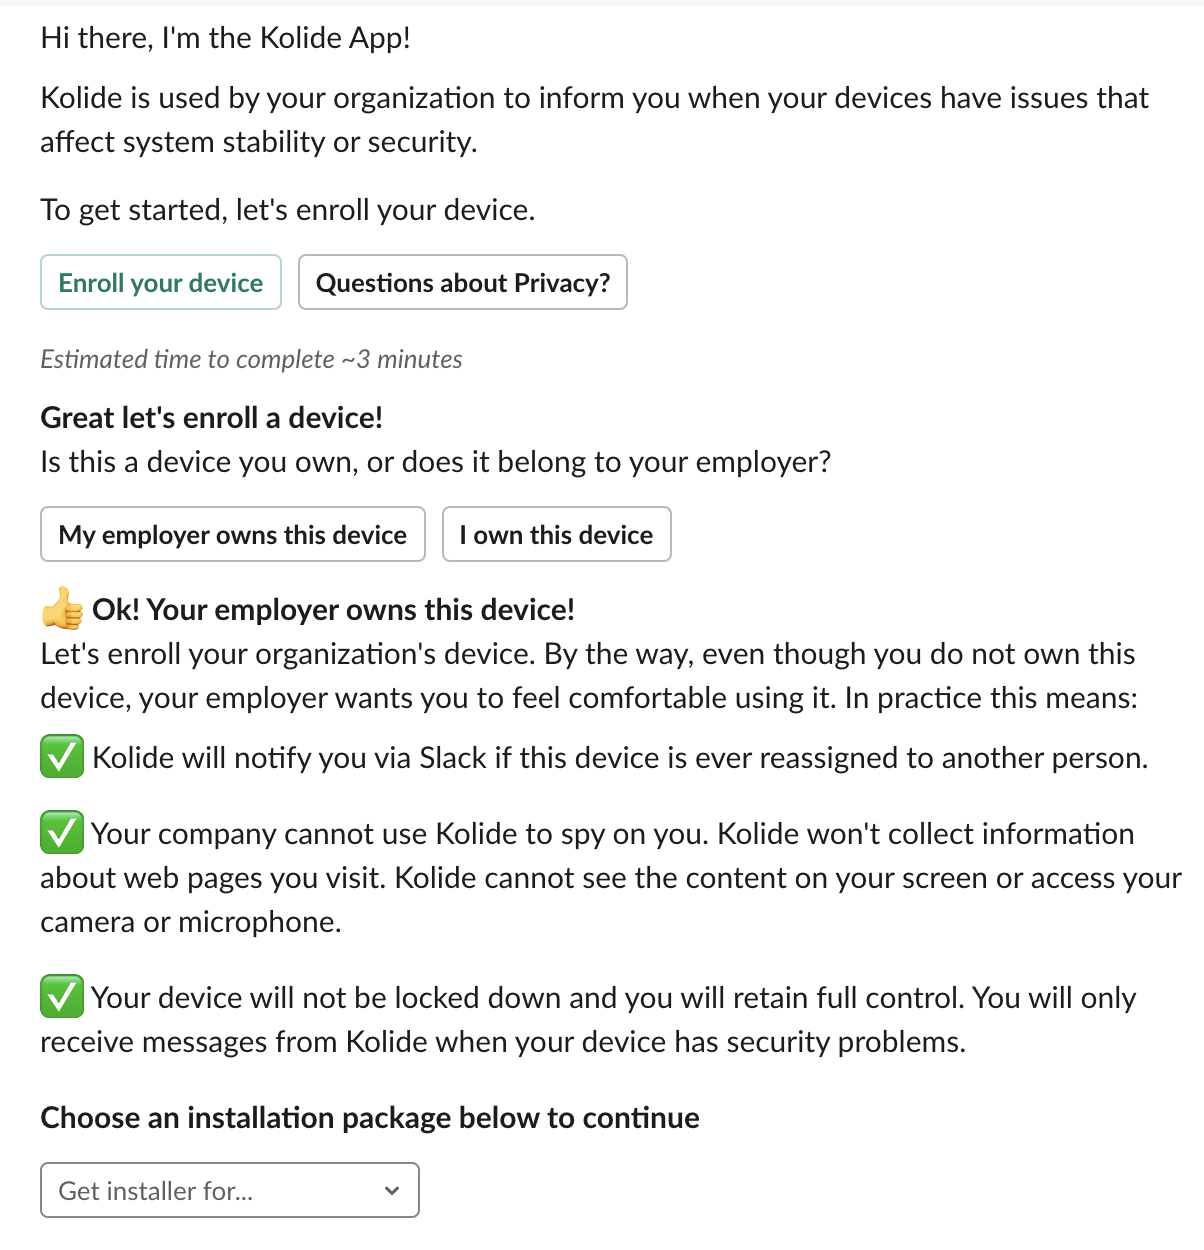 Hi there, I'm the Kolide App!
Kolide is used by your organization to inform you when your devices have issues that
affect system stability or security.
To get started, let's enroll your device.
Enroll your device
Questions about Privacy?
Estimated time to complete ~3 minutes
Great let's enroll a device!
Is this a device you own, or does it belong to your employer?
My employer owns this device
I own this device
Ok! Your employer owns this device!
Let's enroll your organization's device. By the way, even though you do not own this
device, your employer wants you to feel comfortable using it. In practice this means:
Kolide will notify you via Slack if this device is ever reassigned to another person.
Your company cannot use Kolide to spy on you. Kolide won't collect information
about web pages you visit. Kolide cannot see the content on your screen or access your
camera or microphone.
Your device will not be locked down and you will retain full control. You will only
receive messages from Kolide when your device has security problems.
Choose an installation package below to continue
Get installer for...